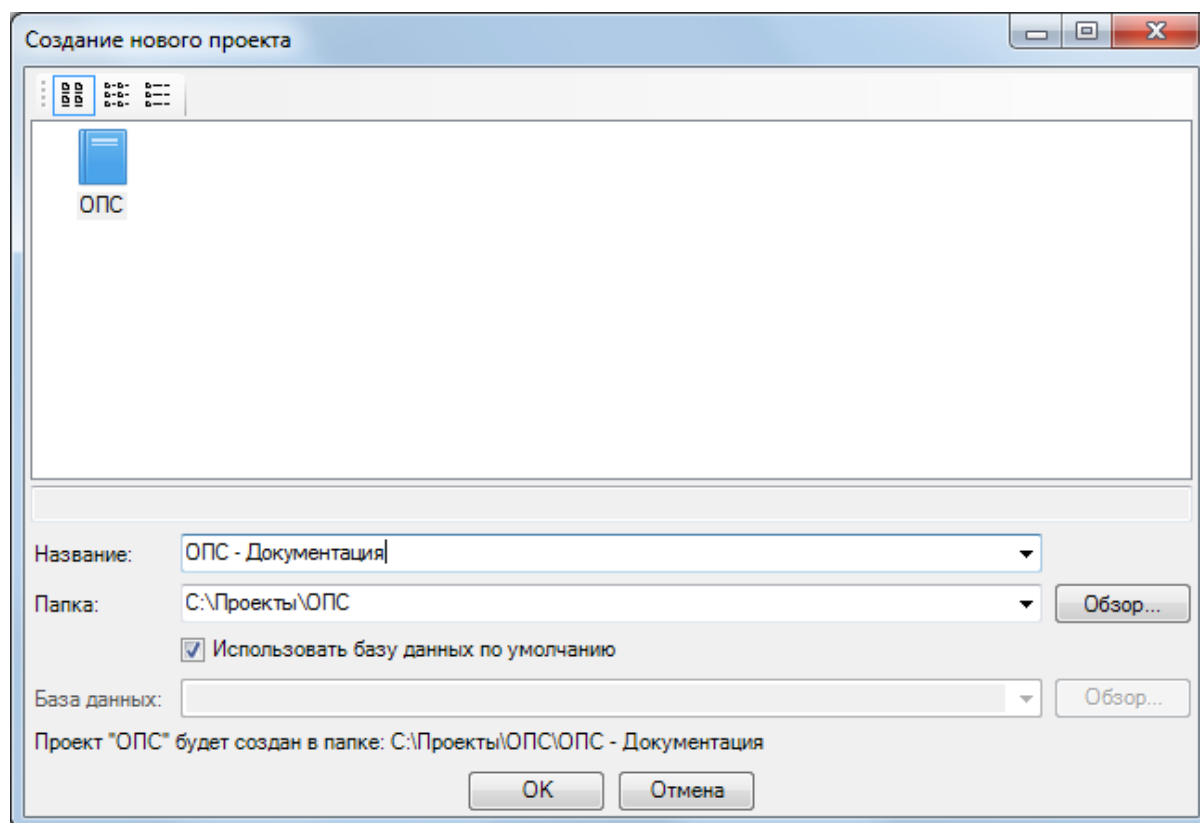 Создание нового проекта
ОПС
Название: ОПС - Документация
Папка: C:\Проекты\ОПС Обзор...
Использовать базу данных по умолчанию
База данных: Обзор...
Проект "ОПС" будет создан в папке: C:\Проекты\ОПС\ОПС - Документация
OK Отмена